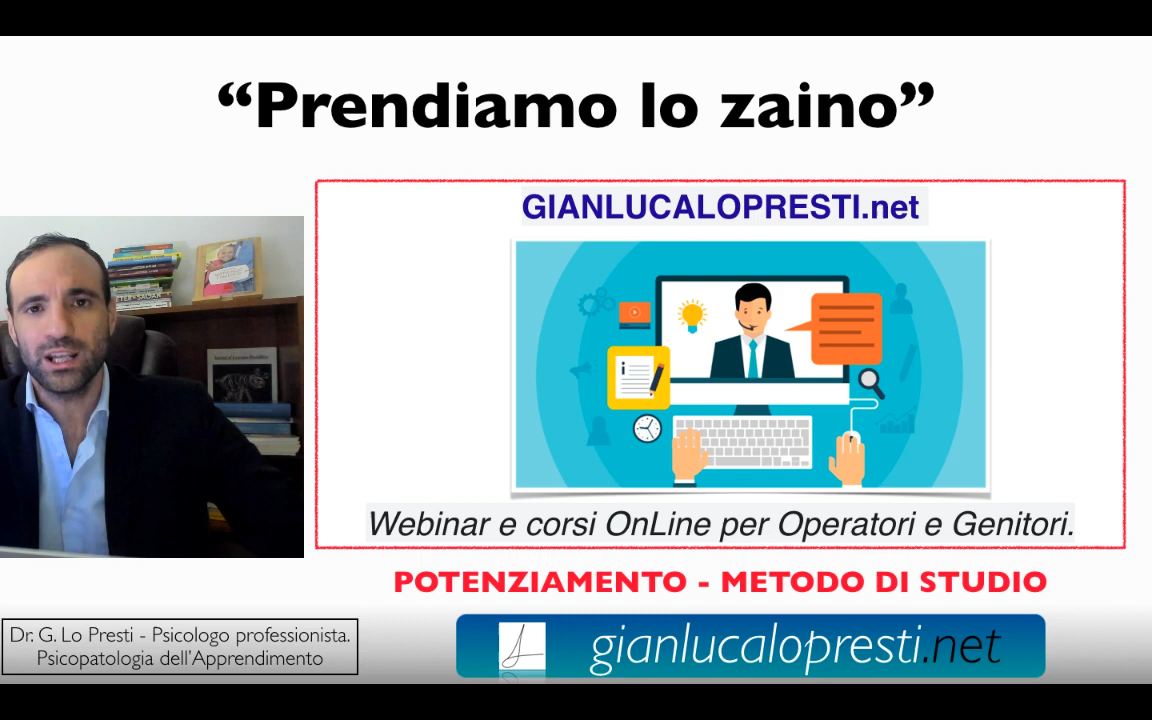 “Prendiamo lo zaino”
GIANLUCALOPRESTI.net
Webinar e corsi OnLine per Operatori e Genitori.
POTENZIAMENTO - METODO DI STUDIO
Dr. G. Lo Presti - Psicologo professionista.
Psicopatologia dell’Apprendimento
gianlucalopresti.net